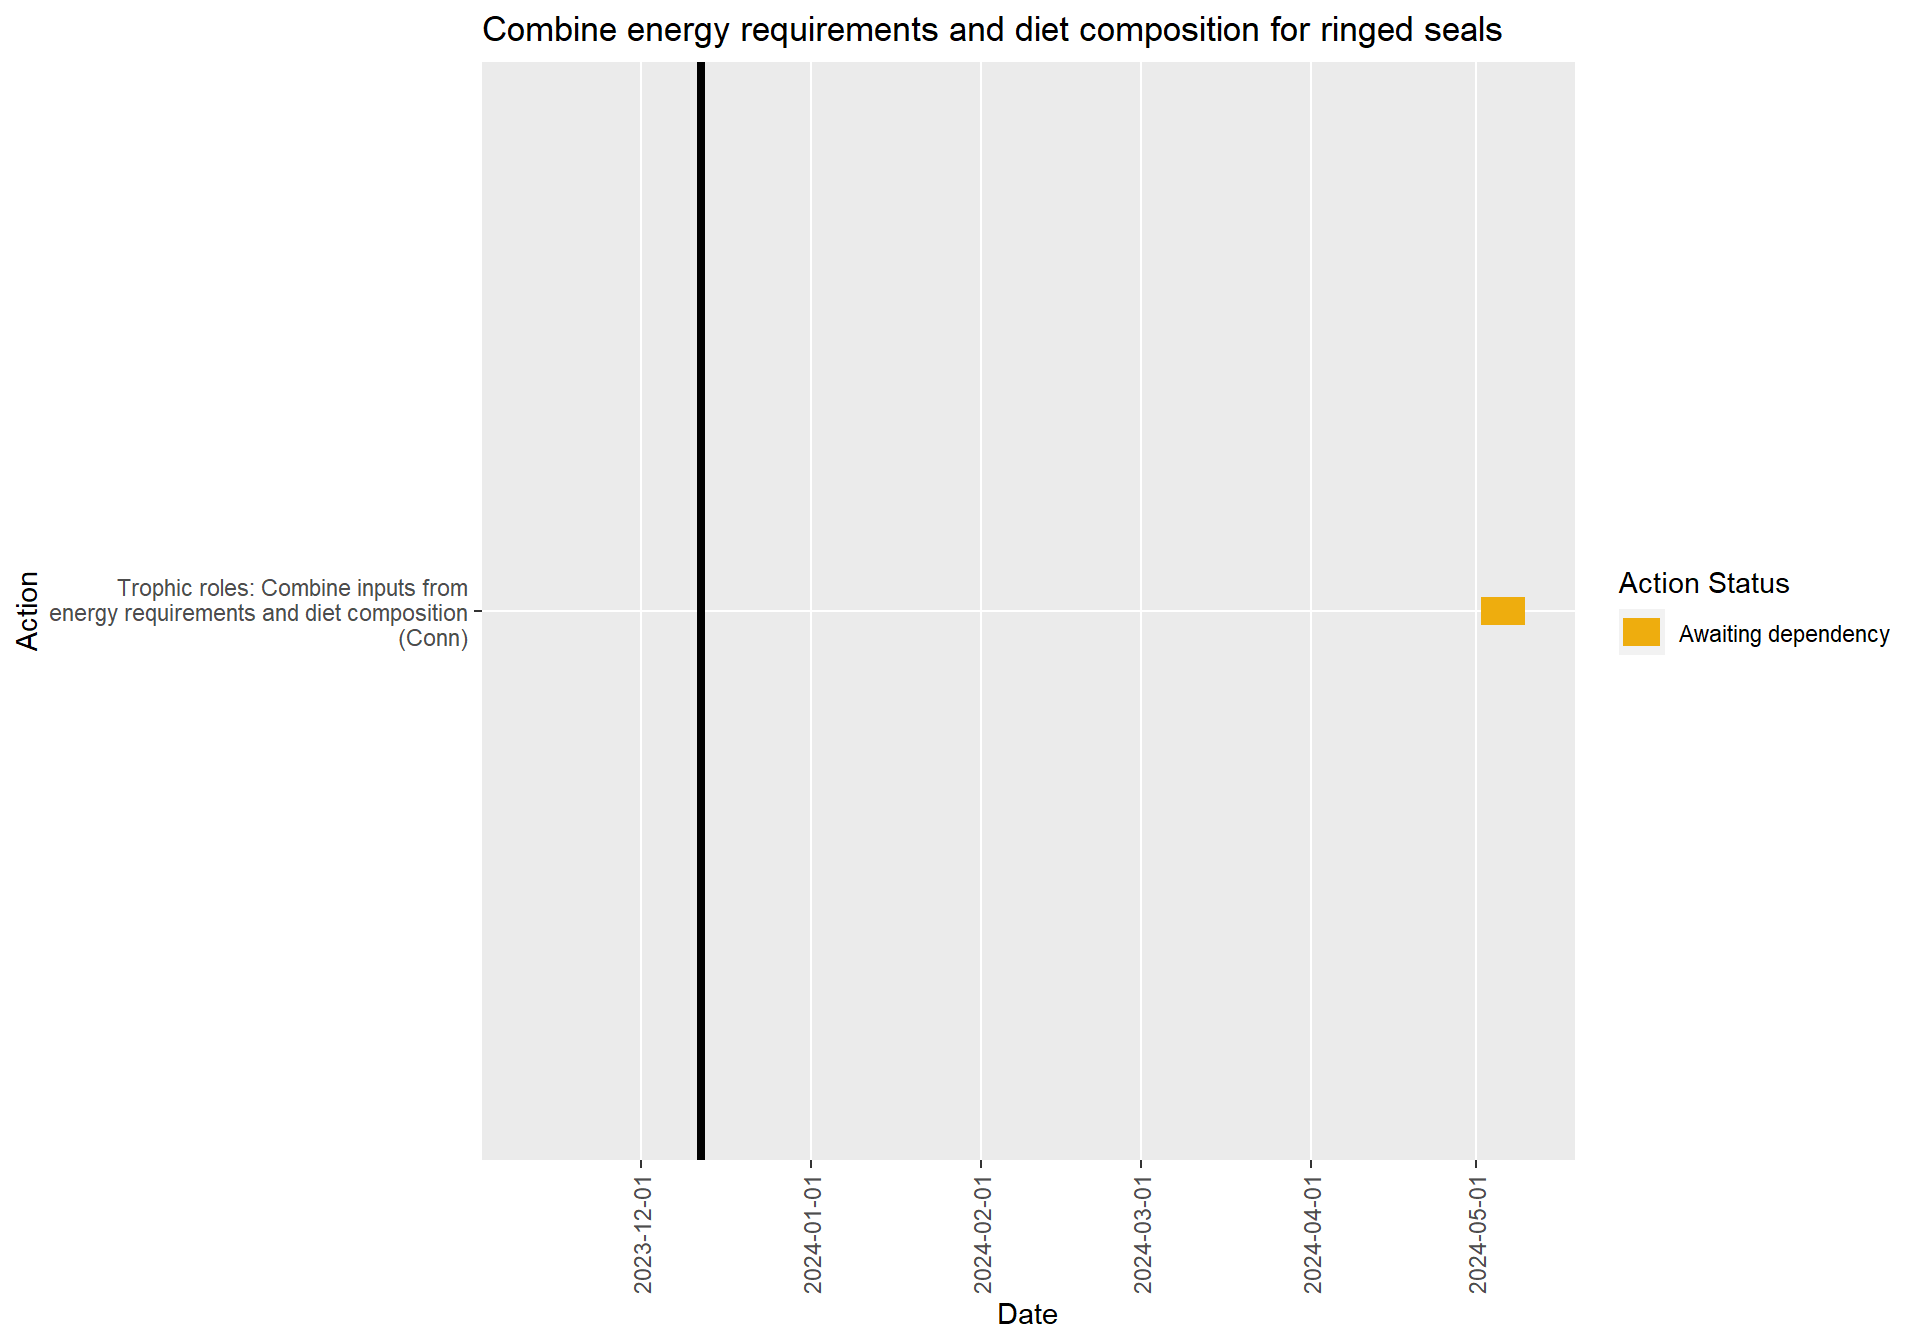 Combine energy requirements and diet composition for ringed seals
Action
Trophic roles: Combine inputs from
energy requirements and diet composition
(Conn)
Action Status
Awaiting dependency
2023-12-01
2024-01-01
2024-02-01
2024-03-01
2024-04-01
2024-05-01
Date